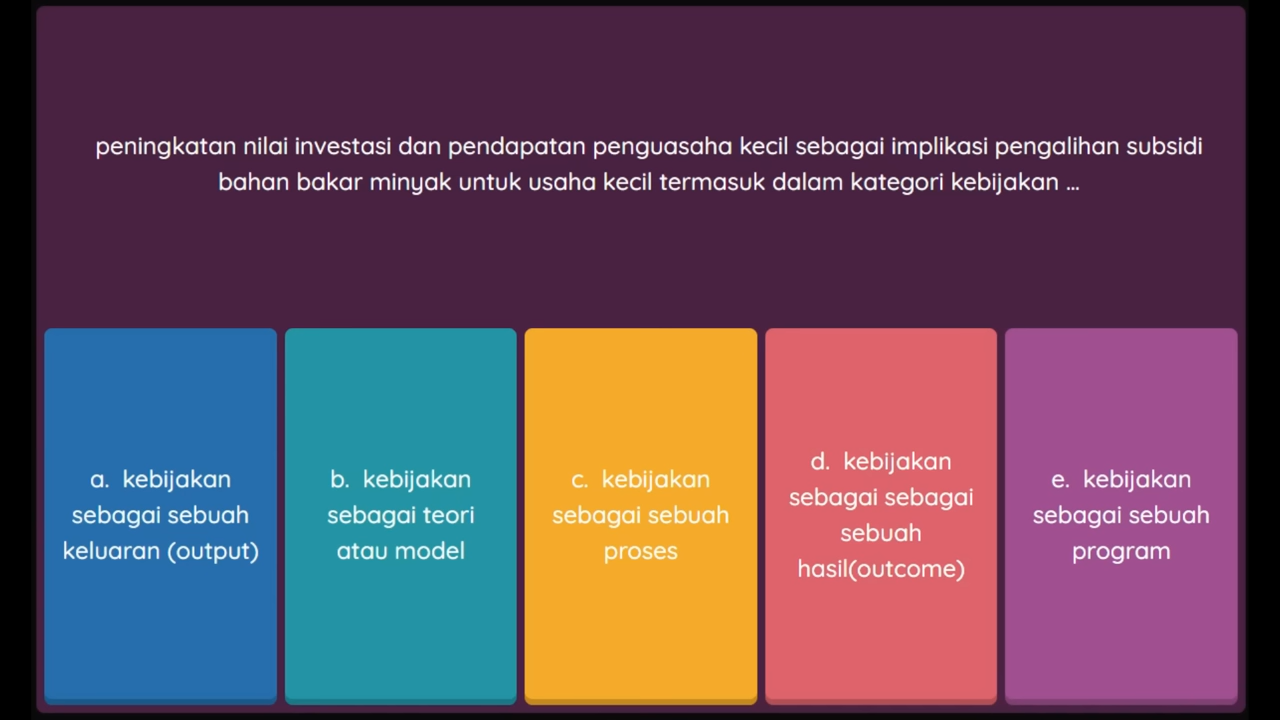 peningkatan nilai investasi dan pendapatan penguasaha kecil sebagai implikasi pengalihan subsidi
bahan bakar minyak untuk usaha kecil termasuk dalam kategori kebijakan ...
a. kebijakan
sebagai sebuah
keluaran (output)
b. kebijakan
sebagai teori
atau model
c. kebijakan
sebagai sebuah
proses
d. kebijakan
sebagai sebagai
sebuah
hasil(outcome)
e. kebijakan
sebagai sebuah
program